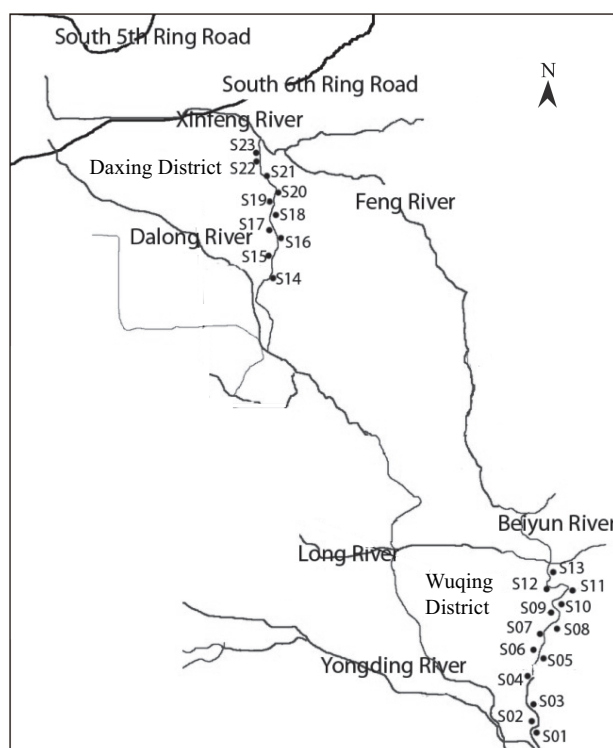 South 5th Ring Road
N
South 6th Ring Road
Xinfeng River
S23
Daxing District
S22
S21
S20
S19
Feng River
S18
S17
Dalong River
S16
S15
S14
Beiyun River
Long River
S13
Wuqing
District
S12
S11
S10
S09
S08
S07
S06
S05
Yongding River
S04
S03
S02
S01